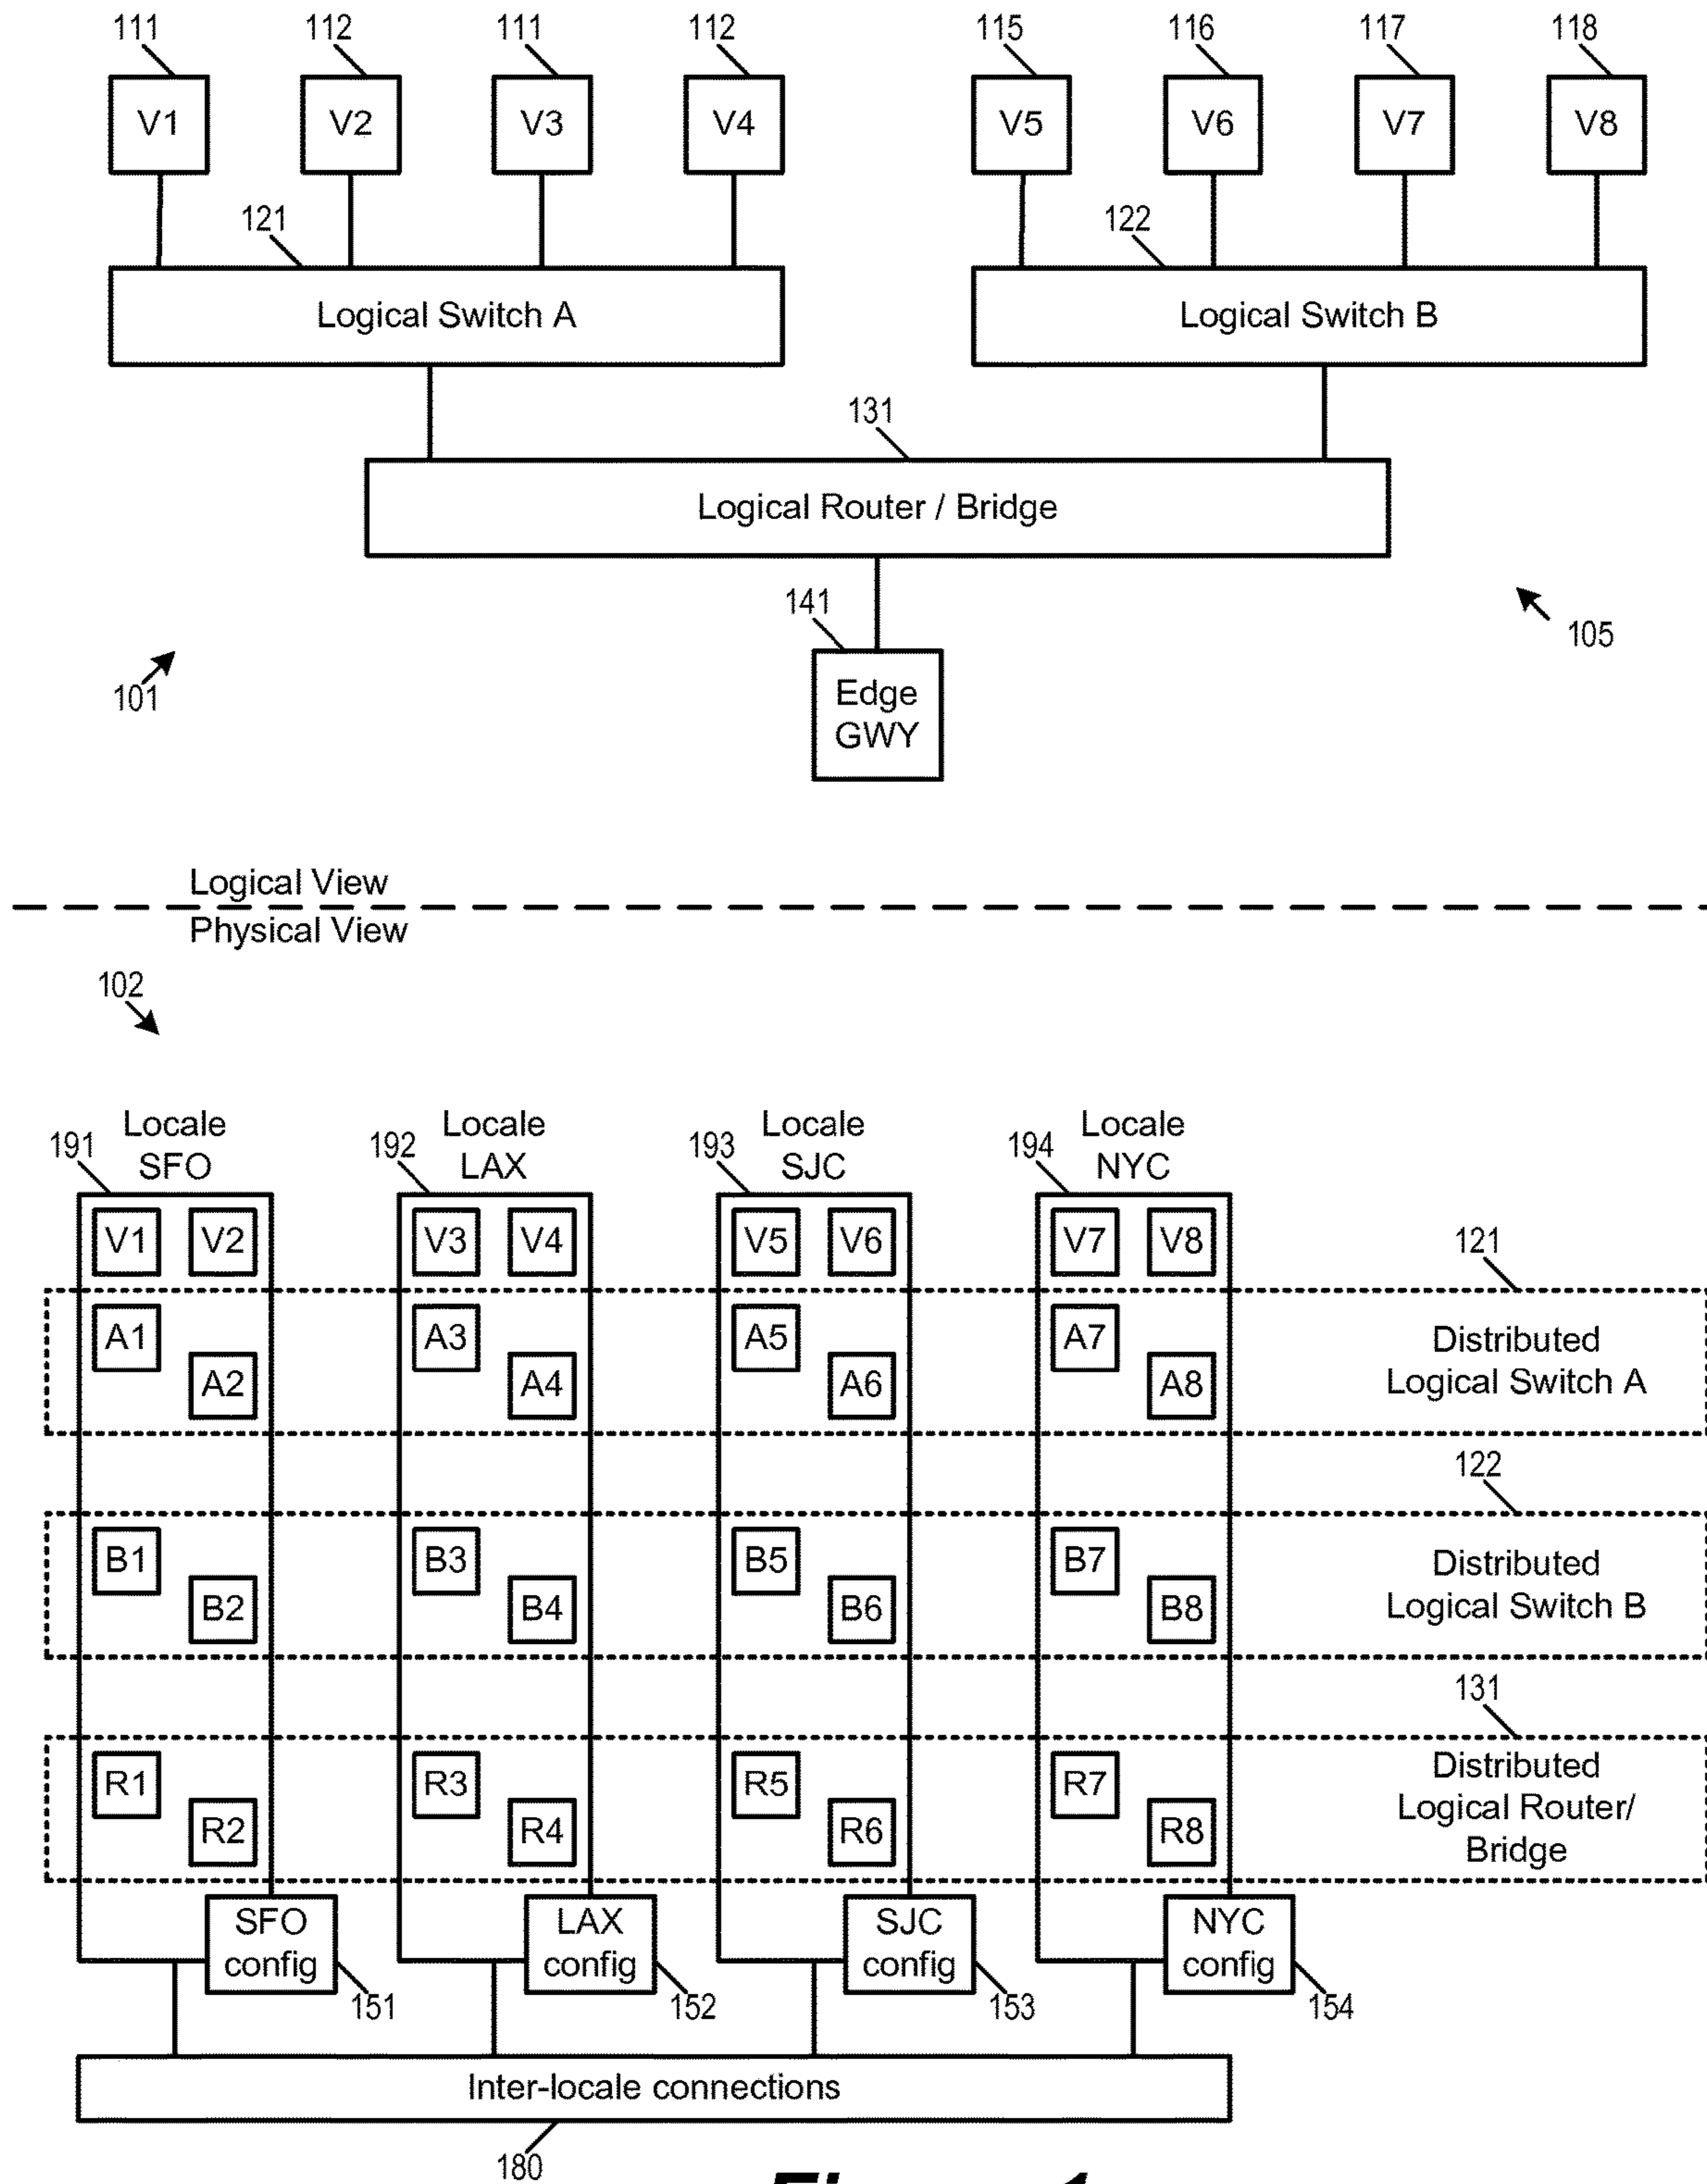 111 112 111 112 115 116 117 118
V1 V2 V3 V4 V5 V6 V7 V8
121 122
Logical Switch A Logical Switch B
131
Logical Router / Bridge
141
105
101
Edge
GWY
Logical View
Physical View
102
Locale Locale Locale Locale
191 SFO 192 LAX 193 SJC 194 NYC
V1 V2 V3 V4 V5 V6 V7 V8
121
A1 A3 A5 A7 Distributed
A2 A4 A6 A8 Logical Switch A
122
B1 B3 B5 B7 Distributed
B2 B4 B6 B8 Logical Switch B
131
R1 R3 R5 R7 Distributed
Logical Router/
R2 R4 R6 R8 Bridge
SFO LAX SJC NYC
config config config config
151 152 153 154
Inter-locale connections
180